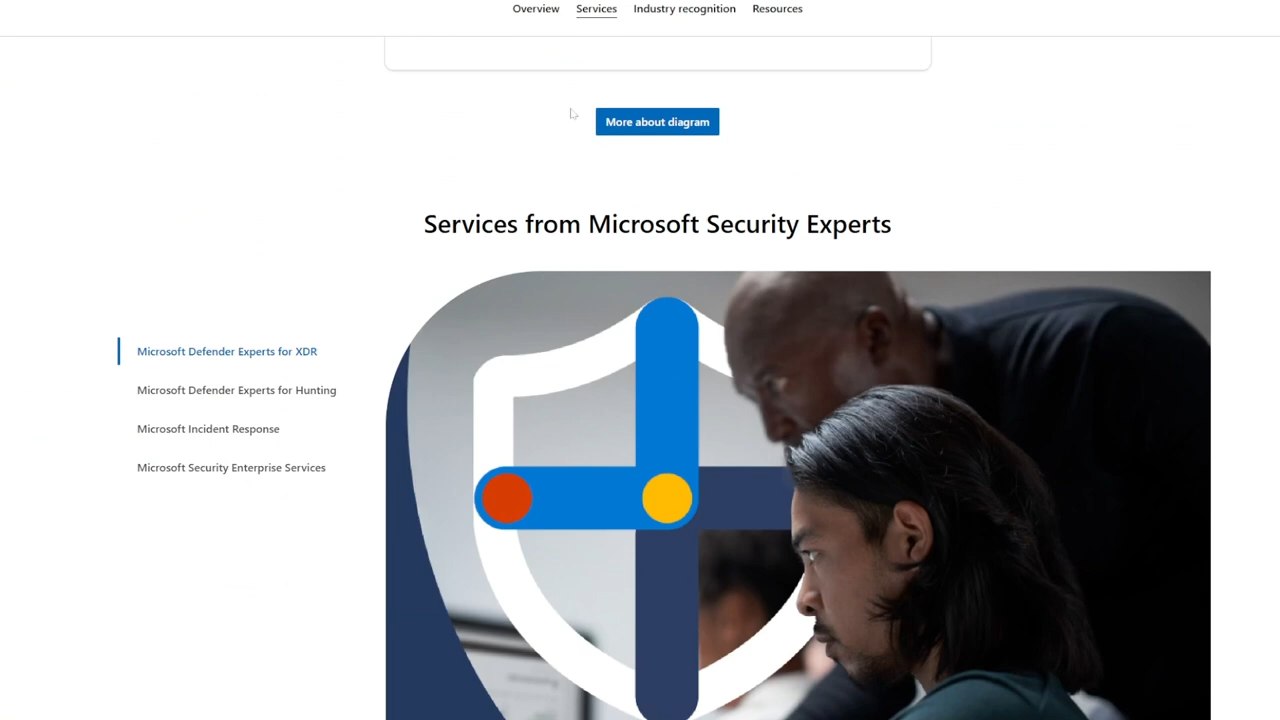 Overview
Services
Industry recognition
Resources
More about diagram
Services from Microsoft Security Experts
Microsoft Defender Experts for XDR
Microsoft Defender Experts for Hunting
Microsoft Incident Response
Microsoft Security Enterprise Services